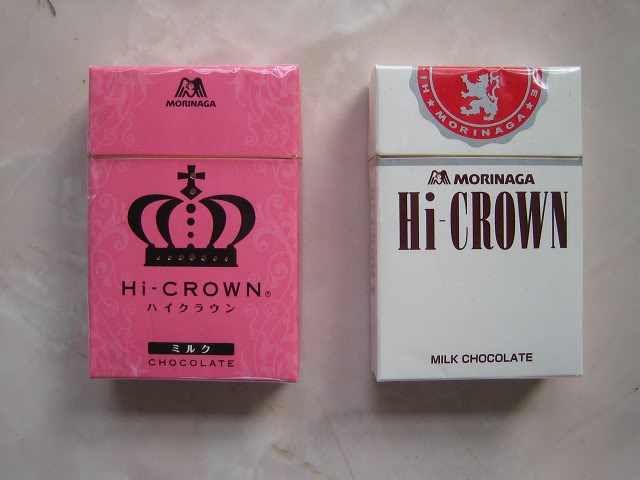 MORINAGA
Hi-CROWN®
ハイクラウン
ミルク
CHOCOLATE
HI-
MORINAGA
MORINAGA
Hi-CROWN
MILK CHOCOLATE